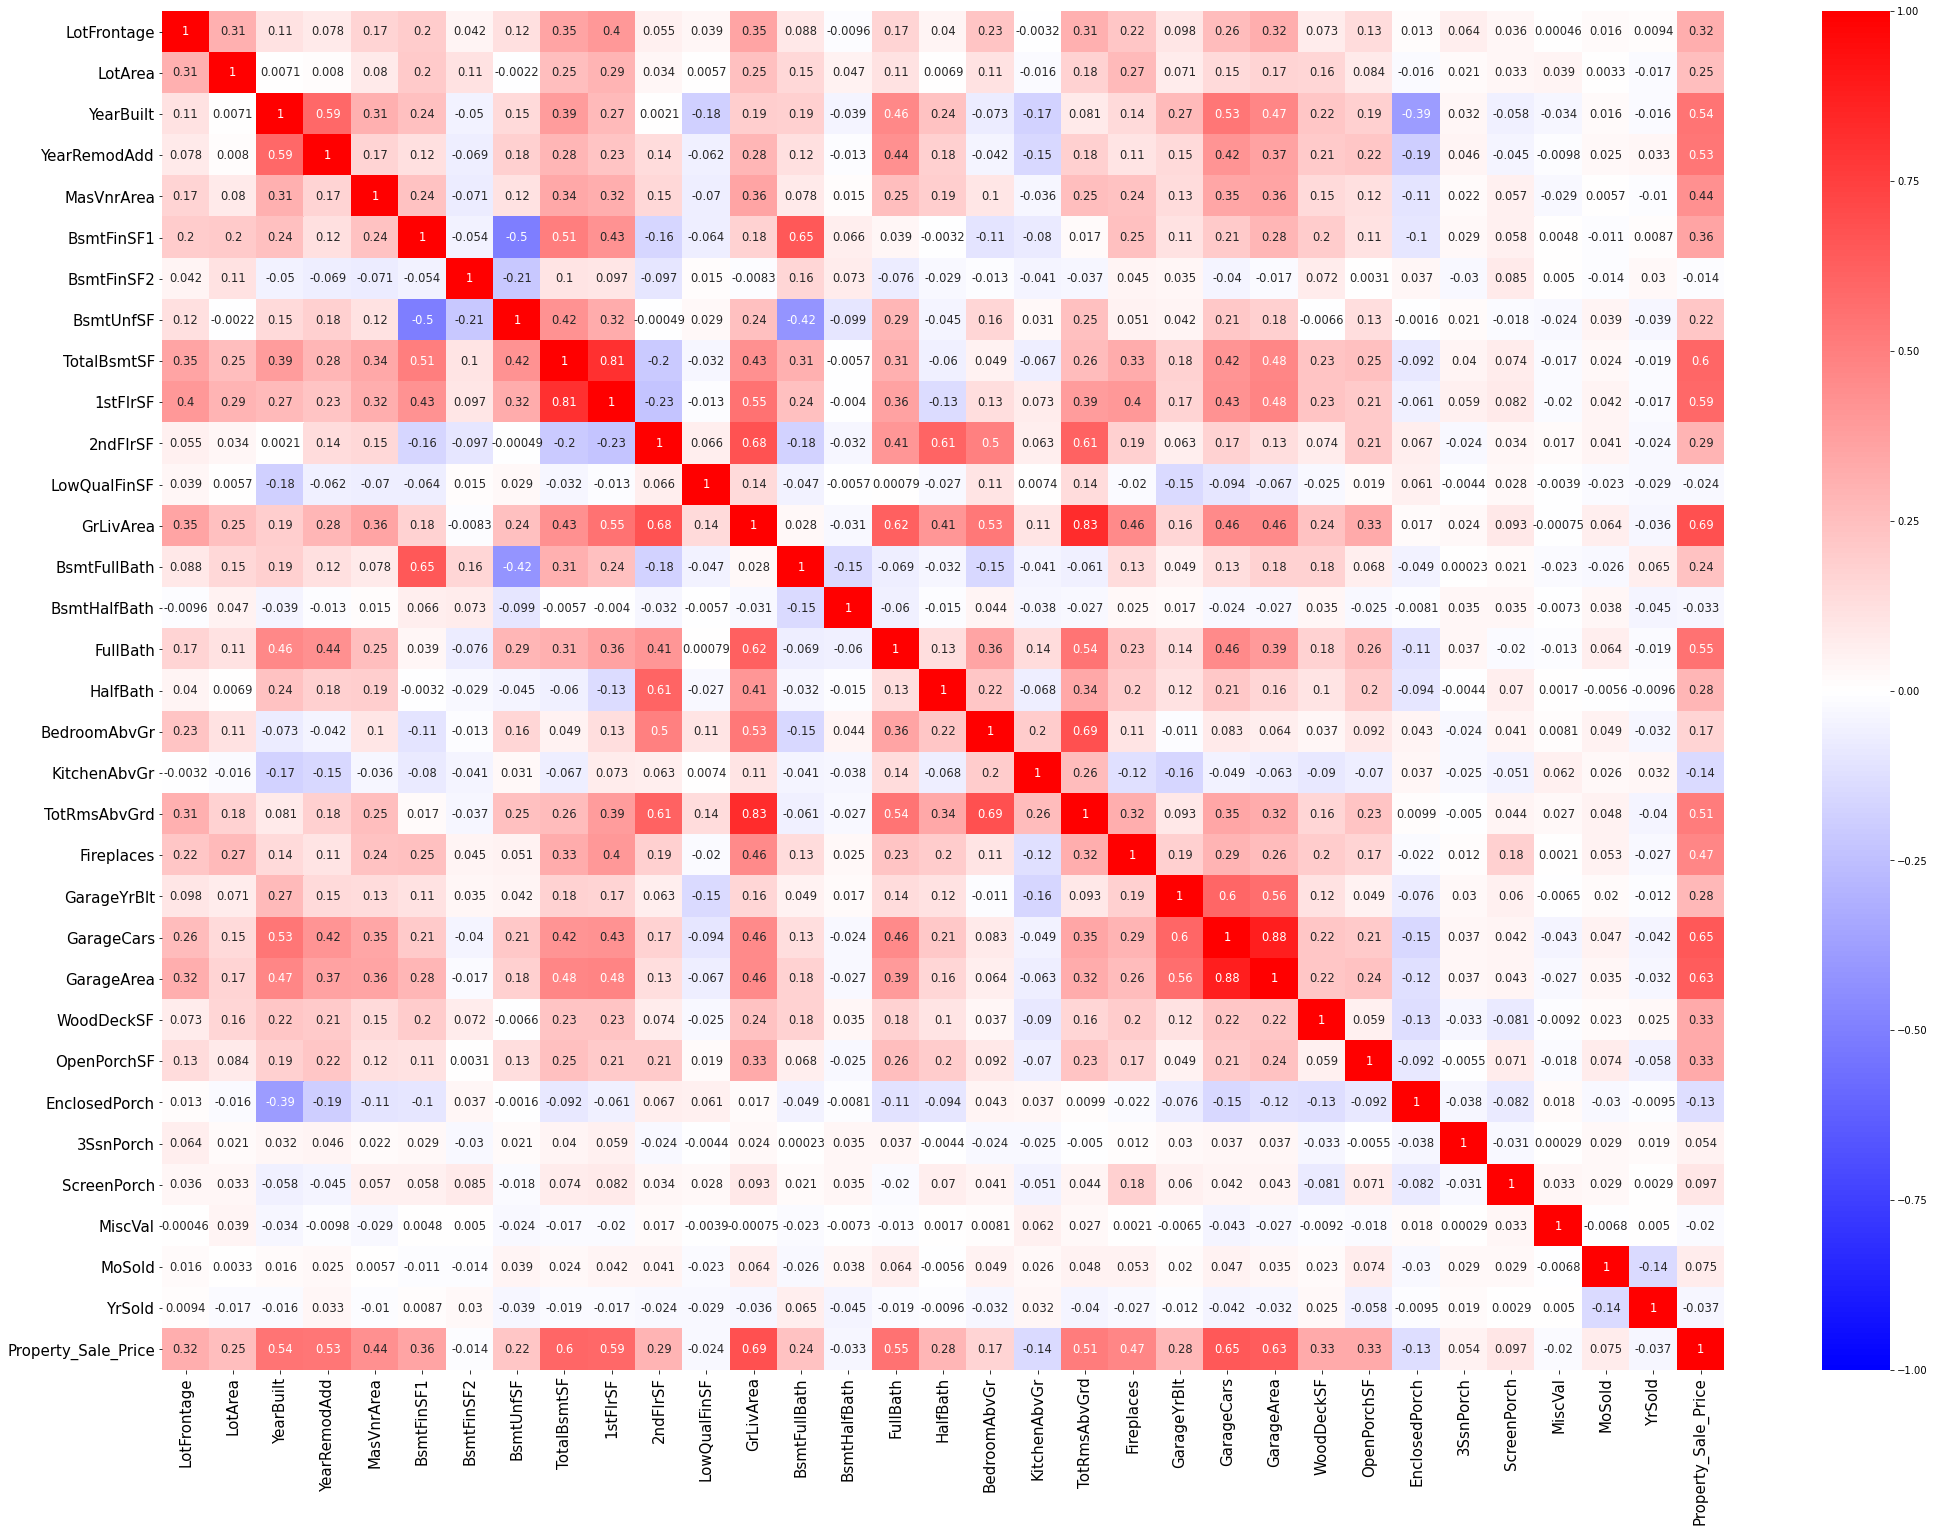 LotFrontage 1 0.31 0.11 0.078 0.17 0.2 0.042 0.12 0.35 0.4 0.055 0.039 0.35 0.088 -0.0096 0.17 0.04 0.23 -0.0032 0.31 0.22 0.098 0.26 0.32 0.073 0.13 0.013 0.064 0.036 0.00046 0.016 0.0094 0.32
LotArea 0.31 1 0.0071 0.008 0.08 0.2 0.11 -0.0022 0.25 0.29 0.034 0.0057 0.25 0.15 0.047 0.11 0.0069 0.11 -0.016 0.18 0.27 0.071 0.15 0.17 0.16 0.084 -0.016 0.021 0.033 0.039 0.0033 -0.017 0.25
YearBuilt 0.11 0.0071 1 0.59 0.31 0.24 -0.05 0.15 0.39 0.27 0.0021 -0.18 0.19 0.19 -0.039 0.46 0.24 -0.073 -0.17 0.081 0.14 0.27 0.53 0.47 0.22 0.19 -0.39 0.032 -0.058 -0.034 0.016 -0.016 0.54
YearRemodAdd 0.078 0.008 0.59 1 0.17 0.12 -0.069 0.18 0.28 0.23 0.14 -0.062 0.28 0.12 -0.013 0.44 0.18 -0.042 -0.15 0.18 0.11 0.15 0.42 0.37 0.21 0.22 -0.19 0.046 -0.045 -0.0098 0.025 0.033 0.53
MasVnrArea 0.17 0.08 0.31 0.17 1 0.24 -0.071 0.12 0.34 0.32 0.15 -0.07 0.36 0.078 0.015 0.25 0.19 0.1 -0.036 0.25 0.24 0.13 0.35 0.36 0.15 0.12 -0.11 0.022 0.057 -0.029 0.0057 -0.01 0.44
BsmtFinSF1 0.2 0.2 0.24 0.12 0.24 1 -0.054 -0.5 0.51 0.43 -0.16 -0.064 0.18 0.65 0.066 0.039 -0.0032 -0.11 -0.08 0.017 0.25 0.11 0.21 0.28 0.2 0.11 -0.1 0.029 0.058 0.0048 -0.011 0.0087 0.36
BsmtFinSF2 0.042 0.11 -0.05 -0.069 -0.071 -0.054 1 -0.21 0.1 0.097 -0.097 0.015 -0.0083 0.16 0.073 -0.076 -0.029 -0.013 -0.041 -0.037 0.045 0.035 -0.04 -0.017 0.072 0.0031 0.037 -0.03 0.085 0.005 -0.014 0.03 -0.014
BsmtUnfSF 0.12 -0.0022 0.15 0.18 0.12 -0.5 -0.21 1 0.42 0.32 -0.00049 0.029 0.24 -0.42 -0.099 0.29 -0.045 0.16 0.031 0.25 0.051 0.042 0.21 0.18 -0.0066 0.13 -0.0016 0.021 -0.018 -0.024 0.039 -0.039 0.22
TotalBsmtSF 0.35 0.25 0.39 0.28 0.34 0.51 0.1 0.42 1 0.81 -0.2 -0.032 0.43 0.31 -0.0057 0.31 -0.06 0.049 -0.067 0.26 0.33 0.18 0.42 0.48 0.23 0.25 -0.092 0.04 0.074 -0.017 0.024 -0.019 0.6
1stFlrSF 0.4 0.29 0.27 0.23 0.32 0.43 0.097 0.32 0.81 1 -0.23 -0.013 0.55 0.24 -0.004 0.36 -0.13 0.13 0.073 0.39 0.4 0.17 0.43 0.48 0.23 0.21 -0.061 0.059 0.082 -0.02 0.042 -0.017 0.59
2ndFlrSF 0.055 0.034 0.0021 0.14 0.15 -0.16 -0.097 -0.00049 -0.2 -0.23 1 0.066 0.68 -0.18 -0.032 0.41 0.61 0.5 0.063 0.61 0.19 0.063 0.17 0.13 0.074 0.21 0.067 -0.024 0.034 0.017 0.041 -0.024 0.29
LowQualFinSF 0.039 0.0057 -0.18 -0.062 -0.07 -0.064 0.015 0.029 -0.032 -0.013 0.066 1 0.14 -0.047 -0.0057 0.00079 -0.027 0.11 0.0074 0.14 -0.02 -0.15 -0.094 -0.067 -0.025 0.019 0.061 -0.0044 0.028 -0.0039 -0.023 -0.029 -0.024
GrLivArea 0.35 0.25 0.19 0.28 0.36 0.18 -0.0083 0.24 0.43 0.55 0.68 0.14 1 0.028 -0.031 0.62 0.41 0.53 0.11 0.83 0.46 0.16 0.46 0.46 0.24 0.33 0.017 0.024 0.093 -0.00075 0.064 -0.036 0.69
BsmtFullBath 0.088 0.15 0.19 0.12 0.078 0.65 0.16 -0.42 0.31 0.24 -0.18 -0.047 0.028 1 -0.15 -0.069 -0.032 -0.15 -0.041 -0.061 0.13 0.049 0.13 0.18 0.18 0.068 -0.049 0.00023 0.021 -0.023 -0.026 0.065 0.24
BsmtHalfBath -0.0096 0.047 -0.039 -0.013 0.015 0.066 0.073 -0.099 -0.0057 -0.004 -0.032 -0.0057 -0.031 -0.15 1 -0.06 -0.015 0.044 -0.038 -0.027 0.025 0.017 -0.024 -0.027 0.035 -0.025 -0.0081 0.035 0.035 -0.0073 0.038 -0.045 -0.033
FullBath 0.17 0.11 0.46 0.44 0.25 0.039 -0.076 0.29 0.31 0.36 0.41 0.00079 0.62 -0.069 -0.06 1 0.13 0.36 0.14 0.54 0.23 0.14 0.46 0.39 0.18 0.26 -0.11 0.037 -0.02 -0.013 0.064 -0.019 0.55
HalfBath 0.04 0.0069 0.24 0.18 0.19 -0.0032 -0.029 -0.045 -0.06 -0.13 0.61 -0.027 0.41 -0.032 -0.015 0.13 1 0.22 -0.068 0.34 0.2 0.12 0.21 0.16 0.1 0.2 -0.094 -0.0044 0.07 0.0017 -0.0056 -0.0096 0.28
BedroomAbvGr 0.23 0.11 -0.073 -0.042 0.1 -0.11 -0.013 0.16 0.049 0.13 0.5 0.11 0.53 -0.15 0.044 0.36 0.22 1 0.2 0.69 0.11 -0.011 0.083 0.064 0.037 0.092 0.043 -0.024 0.041 0.0081 0.049 -0.032 0.17
KitchenAbvGr -0.0032 -0.016 -0.17 -0.15 -0.036 -0.08 -0.041 0.031 -0.067 0.073 0.063 0.0074 0.11 -0.041 -0.038 0.14 -0.068 0.2 1 0.26 -0.12 -0.16 -0.049 -0.063 -0.09 -0.07 0.037 -0.025 -0.051 0.062 0.026 0.032 -0.14
TotRmsAbvGrd 0.31 0.18 0.081 0.18 0.25 0.017 -0.037 0.25 0.26 0.39 0.61 0.14 0.83 -0.061 -0.027 0.54 0.34 0.69 0.26 1 0.32 0.093 0.35 0.32 0.16 0.23 0.0099 -0.005 0.044 0.027 0.048 -0.04 0.51
Fireplaces 0.22 0.27 0.14 0.11 0.24 0.25 0.045 0.051 0.33 0.4 0.19 -0.02 0.46 0.13 0.025 0.23 0.2 0.11 -0.12 0.32 1 0.19 0.29 0.26 0.2 0.17 -0.022 0.012 0.18 0.0021 0.053 -0.027 0.47
GarageYrBlt 0.098 0.071 0.27 0.15 0.13 0.11 0.035 0.042 0.18 0.17 0.063 -0.15 0.16 0.049 0.017 0.14 0.12 -0.011 -0.16 0.093 0.19 1 0.6 0.56 0.12 0.049 -0.076 0.03 0.06 -0.0065 0.02 -0.012 0.28
GarageCars 0.26 0.15 0.53 0.42 0.35 0.21 -0.04 0.21 0.42 0.43 0.17 -0.094 0.46 0.13 -0.024 0.46 0.21 0.083 -0.049 0.35 0.29 0.6 1 0.88 0.22 0.21 -0.15 0.037 0.042 -0.043 0.047 -0.042 0.65
GarageArea 0.32 0.17 0.47 0.37 0.36 0.28 -0.017 0.18 0.48 0.48 0.13 -0.067 0.46 0.18 -0.027 0.39 0.16 0.064 -0.063 0.32 0.26 0.56 0.88 1 0.22 0.24 -0.12 0.037 0.043 -0.027 0.035 -0.032 0.63
WoodDeckSF 0.073 0.16 0.22 0.21 0.15 0.2 0.072 -0.0066 0.23 0.23 0.074 -0.025 0.24 0.18 0.035 0.18 0.1 0.037 -0.09 0.16 0.2 0.12 0.22 0.22 1 0.059 -0.13 -0.033 -0.081 -0.0092 0.023 0.025 0.33
OpenPorchSF 0.13 0.084 0.19 0.22 0.12 0.11 0.0031 0.13 0.25 0.21 0.21 0.019 0.33 0.068 -0.025 0.26 0.2 0.092 -0.07 0.23 0.17 0.049 0.21 0.24 0.059 1 -0.092 -0.0055 0.071 -0.018 0.074 -0.058 0.33
EnclosedPorch 0.013 -0.016 -0.39 -0.19 -0.11 -0.1 0.037 -0.0016 -0.092 -0.061 0.067 0.061 0.017 -0.049 -0.0081 -0.11 -0.094 0.043 0.037 0.0099 -0.022 -0.076 -0.15 -0.12 -0.13 -0.092 1 -0.038 -0.082 0.018 -0.03 -0.0095 -0.13
3SsnPorch 0.064 0.021 0.032 0.046 0.022 0.029 -0.03 0.021 0.04 0.059 -0.024 -0.0044 0.024 0.00023 0.035 0.037 -0.0044 -0.024 -0.025 -0.005 0.012 0.03 0.037 0.037 -0.033 -0.0055 -0.038 1 -0.031 0.00029 0.029 0.019 0.054
ScreenPorch 0.036 0.033 -0.058 -0.045 0.057 0.058 0.085 -0.018 0.074 0.082 0.034 0.028 0.093 0.021 0.035 -0.02 0.07 0.041 -0.051 0.044 0.18 0.06 0.042 0.043 -0.081 0.071 -0.082 -0.031 1 0.033 0.029 0.0029 0.097
MiscVal -0.00046 0.039 -0.034 -0.0098 -0.029 0.0048 0.005 -0.024 -0.017 -0.02 0.017 -0.0039 -0.00075 -0.023 -0.0073 -0.013 0.0017 0.0081 0.062 0.027 0.0021 -0.0065 -0.043 -0.027 -0.0092 -0.018 0.018 0.00029 0.033 1 -0.0068 0.005 -0.02
MoSold 0.016 0.0033 0.016 0.025 0.0057 -0.011 -0.014 0.039 0.024 0.042 0.041 -0.023 0.064 -0.026 0.038 0.064 -0.0056 0.049 0.026 0.048 0.053 0.02 0.047 0.035 0.023 0.074 -0.03 0.029 0.029 -0.0068 1 -0.14 0.075
YrSold 0.0094 -0.017 -0.016 0.033 -0.01 0.0087 0.03 -0.039 -0.019 -0.017 -0.024 -0.029 -0.036 0.065 -0.045 -0.019 -0.0096 -0.032 0.032 -0.04 -0.027 -0.012 -0.042 -0.032 0.025 -0.058 -0.0095 0.019 0.0029 0.005 -0.14 1 -0.037
Property_Sale_Price 0.32 0.25 0.54 0.53 0.44 0.36 -0.014 0.22 0.6 0.59 0.29 -0.024 0.69 0.24 -0.033 0.55 0.28 0.17 -0.14 0.51 0.47 0.28 0.65 0.63 0.33 0.33 -0.13 0.054 0.097 -0.02 0.075 -0.037 1
LotFrontage LotArea YearBuilt YearRemodAdd MasVnrArea BsmtFinSF1 BsmtFinSF2 BsmtUnfSF TotalBsmtSF 1stFlrSF 2ndFlrSF LowQualFinSF GrLivArea BsmtFullBath BsmtHalfBath FullBath HalfBath BedroomAbvGr KitchenAbvGr TotRmsAbvGrd Fireplaces GarageYrBlt GarageCars GarageArea WoodDeckSF OpenPorchSF EnclosedPorch 3SsnPorch ScreenPorch MiscVal MoSold YrSold Property_Sale_Price
1.00
0.75
0.50
0.25
0.00
−0.25
−0.50
−0.75
−1.00